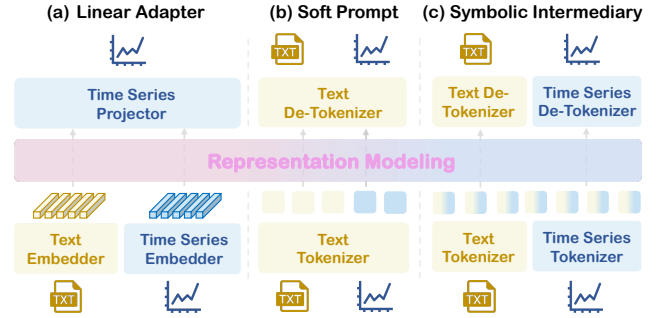 (a) Linear Adapter
(b) Soft Prompt
(c) Symbolic Intermediary
TXT
TXT
Time Series
Projector
Text
De-Tokenizer
Text De-
Tokenizer
Time Series
De-Tokenizer
Representation Modeling
Text
Embedder
Time Series
Embedder
Text
Tokenizer
Text
Tokenizer
Time Series
Tokenizer
TXT
TXT
TXT